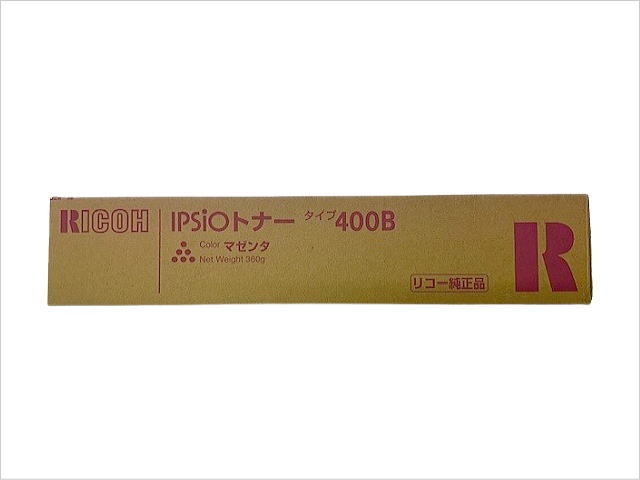 RICOH
IPSiOトナー タイプ400B
Color マゼンタ
Net Weight 360g
リコー純正品
R